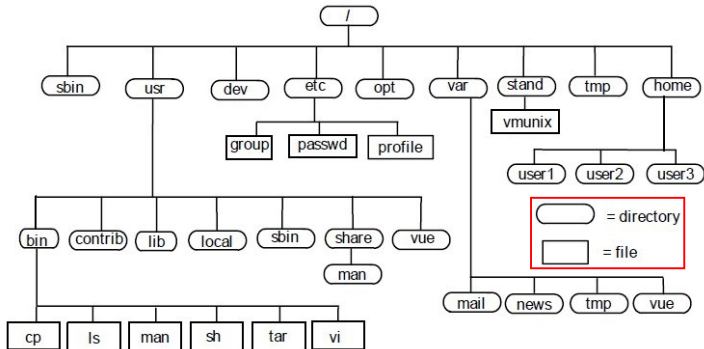 /
sbin usr dev etc opt var stand tmp home
group passwd profile vmunix
user1 user2 user3
= directory
= file
bin contrib lib local sbin share vue
man
mail news tmp vue
cp ls man sh tar vi